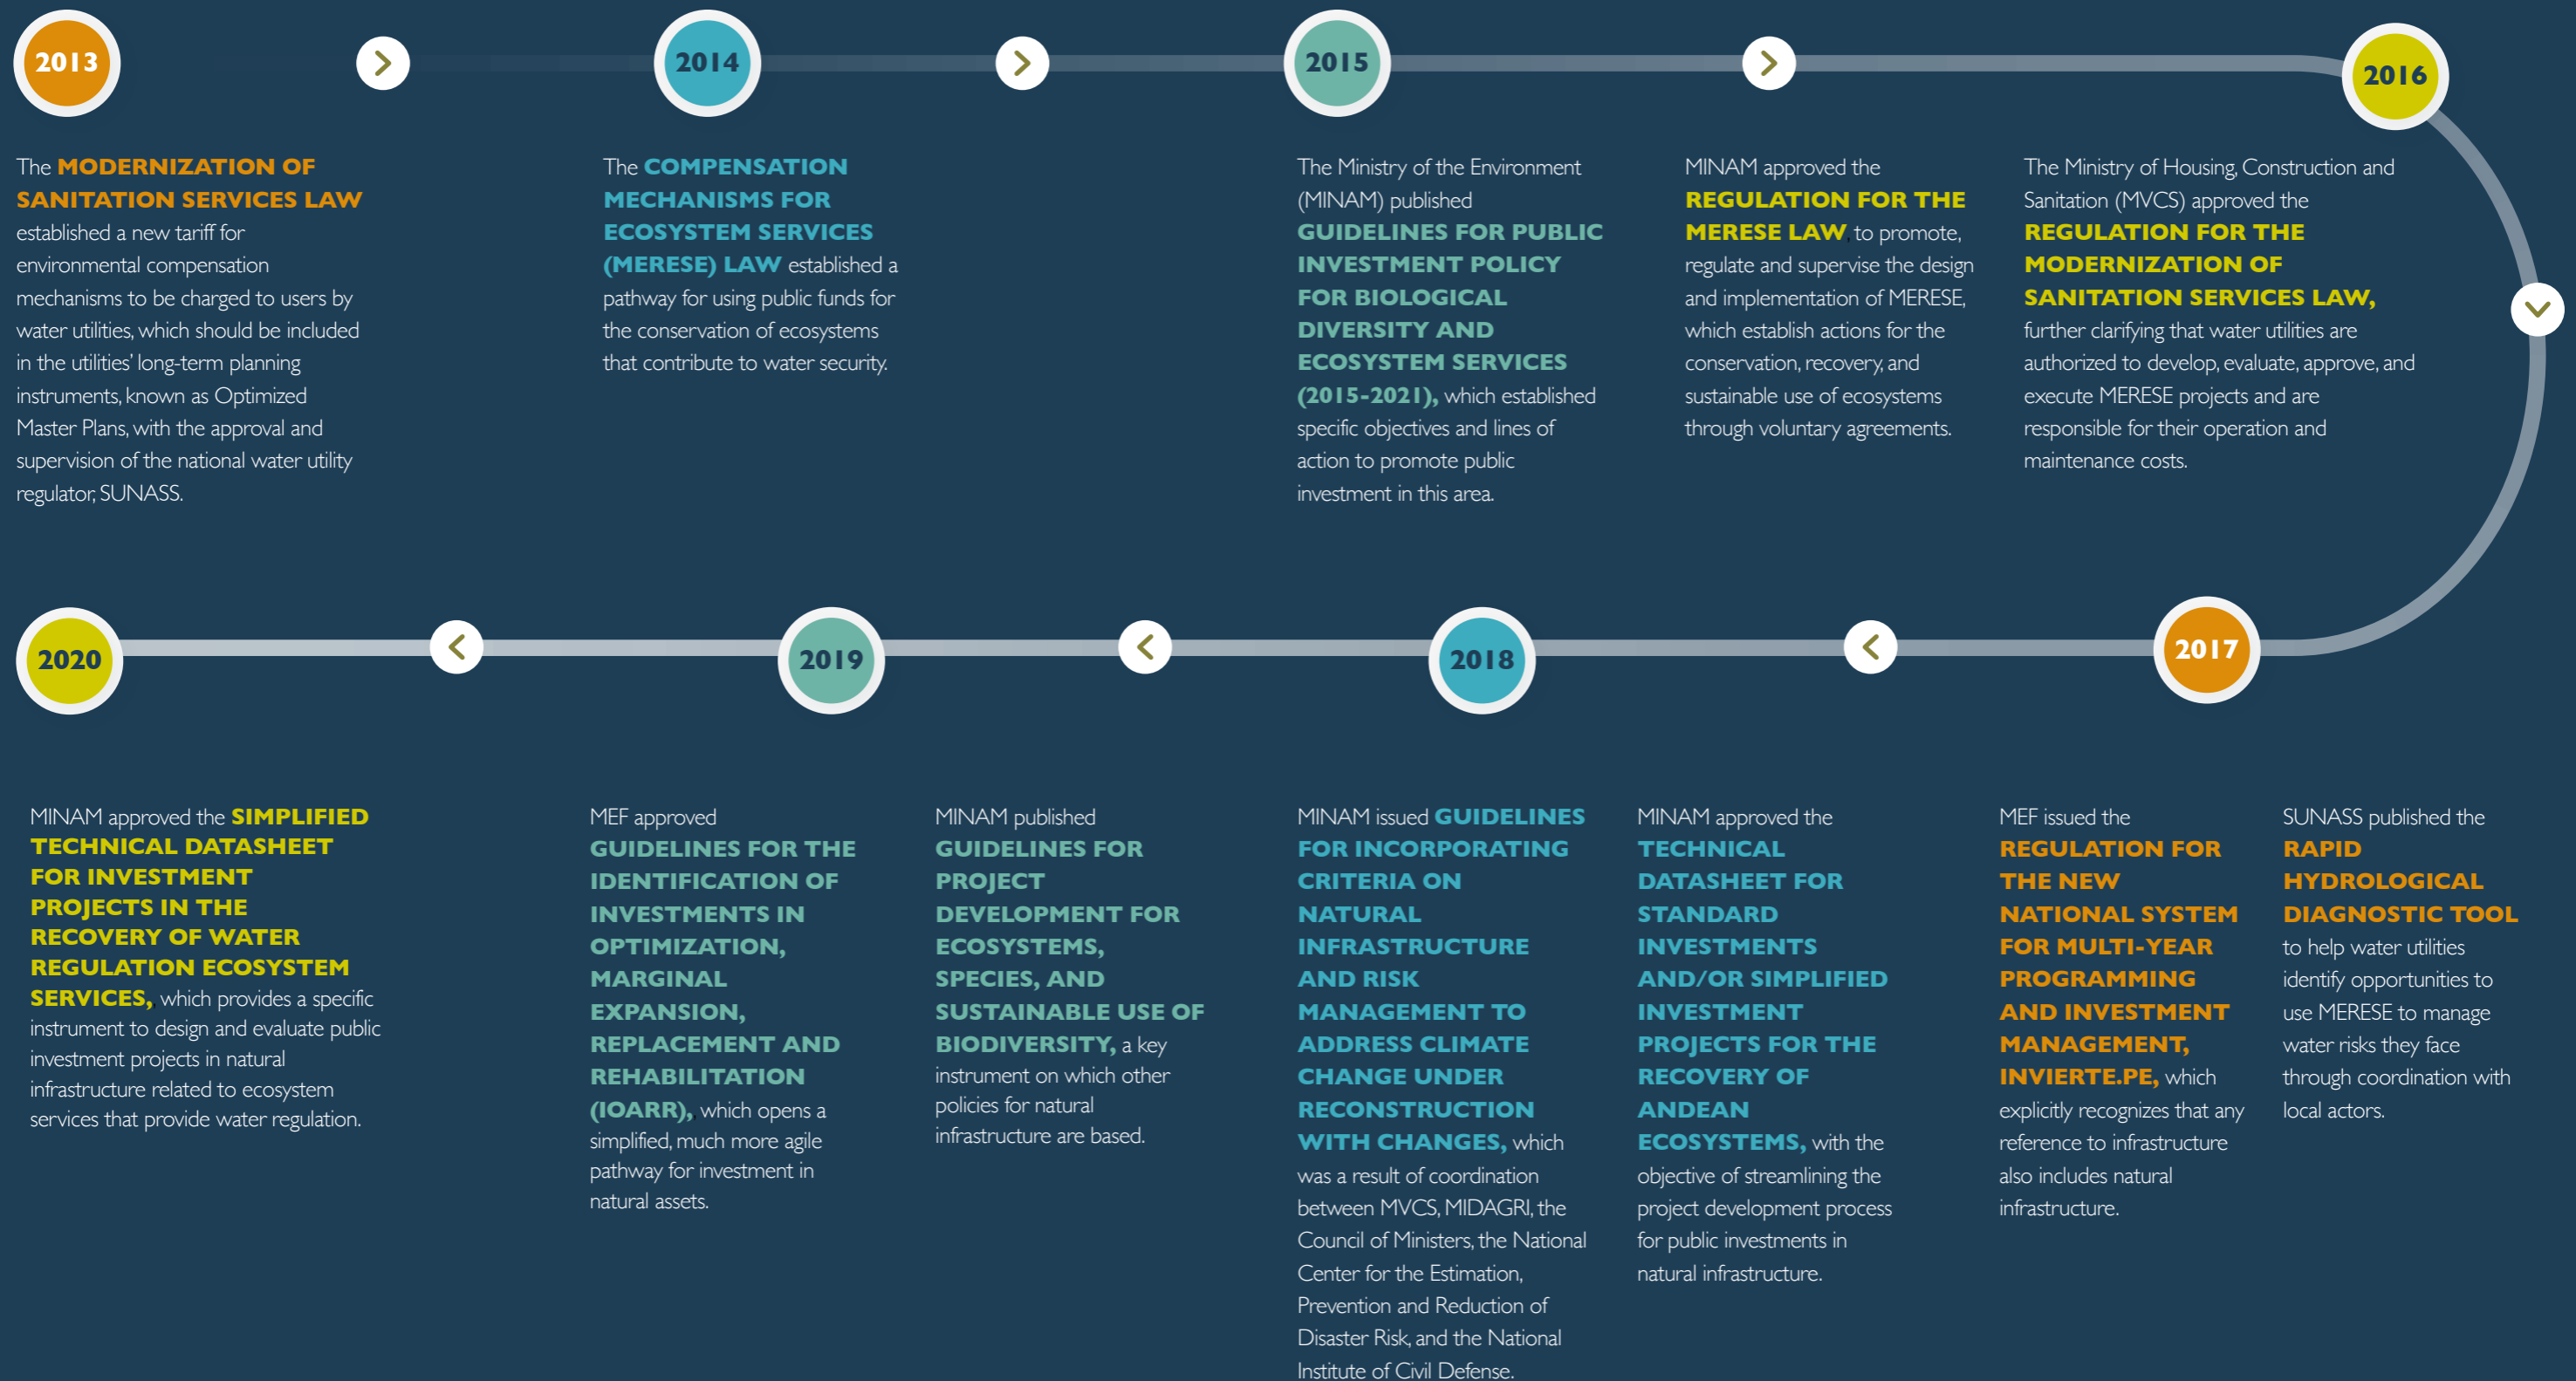 2013
The MODERNIZATION OF
SANITATION SERVICES LAW
established a new tariff for
environmental compensation
mechanisms to be charged to users by
water utilities, which should be included
in the utilities' long-term planning
instruments, known as Optimized
Master Plans, with the approval and
supervision of the national water utility
regulator, SUNASS.
2014
The COMPENSATION
MECHANISMS FOR
ECOSYSTEM SERVICES
(MERESE) LAW established a
pathway for using public funds for
the conservation of ecosystems
that contribute to water security.
2015
The Ministry of the Environment
(MINAM) published
GUIDELINES FOR PUBLIC
INVESTMENT POLICY
FOR BIOLOGICAL
DIVERSITY AND
ECOSYSTEM SERVICES
(2015-2021), which established
specific objectives and lines of
action to promote public
investment in this area.
2016
MINAM approved the
REGULATION FOR THE
MERESE LAW to promote,
regulate and supervise the design
and implementation of MERESE,
which establish actions for the
conservation, recovery, and
sustainable use of ecosystems
through voluntary agreements.
The Ministry of Housing, Construction and
Sanitation (MVCS) approved the
REGULATION FOR THE
MODERNIZATION OF
SANITATION SERVICES LAW,
further clarifying that water utilities are
authorized to develop, evaluate, approve, and
execute MERESE projects and are
responsible for their operation and
maintenance costs.
2017
MEF issued the
REGULATION FOR
THE NEW
NATIONAL SYSTEM
FOR MULTI-YEAR
PROGRAMMING
AND INVESTMENT
MANAGEMENT,
INVIERTE.PE, which
explicitly recognizes that any
reference to infrastructure
also includes natural
infrastructure.
SUNASS published the
RAPID
HYDROLOGICAL
DIAGNOSTIC TOOL
to help water utilities
identify opportunities to
use MERESE to manage
water risks they face
through coordination with
local actors.
2018
MINAM issued GUIDELINES
FOR INCORPORATING
CRITERIA ON
NATURAL
INFRASTRUCTURE
AND RISK
MANAGEMENT TO
ADDRESS CLIMATE
CHANGE UNDER
RECONSTRUCTION
WITH CHANGES, which
was a result of coordination
between MVCS, MIDAGRI, the
Council of Ministers, the National
Center for the Estimation,
Prevention and Reduction of
Disaster Risk, and the National
Institute of Civil Defense.
MINAM approved the
TECHNICAL
DATASHEET FOR
STANDARD
INVESTMENTS
AND/OR SIMPLIFIED
INVESTMENT
PROJECTS FOR THE
RECOVERY OF
ANDEAN
ECOSYSTEMS, with the
objective of streamlining the
project development process
for public investments in
natural infrastructure.
2019
MEF approved
GUIDELINES FOR THE
IDENTIFICATION OF
INVESTMENTS IN
OPTIMIZATION,
MARGINAL
EXPANSION,
REPLACEMENT AND
REHABILITATION
(IOARR), which opens a
simplified, much more agile
pathway for investment in
natural assets.
MINAM published
GUIDELINES FOR
PROJECT
DEVELOPMENT FOR
ECOSYSTEMS,
SPECIES, AND
SUSTAINABLE USE OF
BIODIVERSITY, a key
instrument on which other
policies for natural
infrastructure are based.
2020
MINAM approved the SIMPLIFIED
TECHNICAL DATASHEET
FOR INVESTMENT
PROJECTS IN THE
RECOVERY OF WATER
REGULATION ECOSYSTEM
SERVICES, which provides a specific
instrument to design and evaluate public
investment projects in natural
infrastructure related to ecosystem
services that provide water regulation.